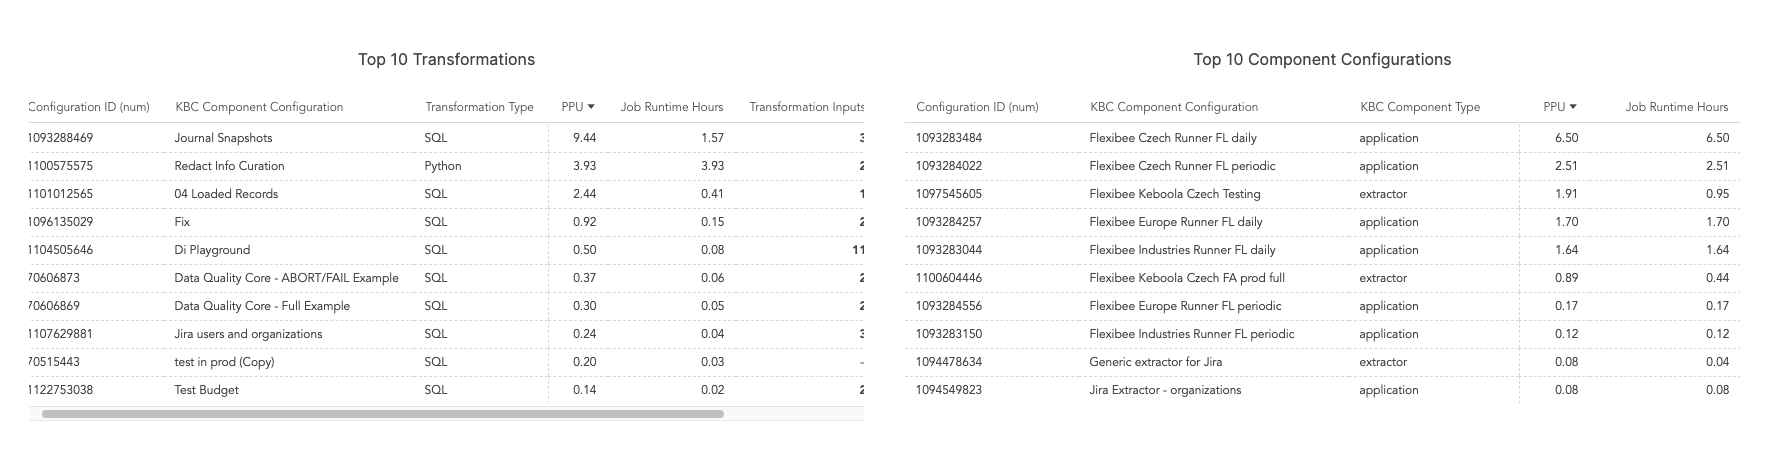 Top 10 Transformations
Configuration ID (num) KBC Component Configuration Transformation Type PPU ▼ Job Runtime Hours Transformation Inputs
1093288469 Journal Snapshots SQL 9.44 1.57 3
1100575575 Redact Info Curation Python 3.93 3.93 2
1101012565 04 Loaded Records SQL 2.44 0.41 1
1096135029 Fix SQL 0.92 0.15 2
1104505646 Di Playground SQL 0.50 0.08 11
70606873 Data Quality Core - ABORT/FAIL Example SQL 0.37 0.06 2
70606869 Data Quality Core - Full Example SQL 0.30 0.05 2
1107629881 Jira users and organizations SQL 0.24 0.04 3
70515443 test in prod (Copy) SQL 0.20 0.03 –
1122753038 Test Budget SQL 0.14 0.02 2
Top 10 Component Configurations
Configuration ID (num) KBC Component Configuration KBC Component Type PPU ▼ Job Runtime Hours
1093283484 Flexibee Czech Runner FL daily application 6.50 6.50
1093284022 Flexibee Czech Runner FL periodic application 2.51 2.51
1097545605 Flexibee Keboola Czech Testing extractor 1.91 0.95
1093284257 Flexibee Europe Runner FL daily application 1.70 1.70
1093283044 Flexibee Industries Runner FL daily application 1.64 1.64
1100604446 Flexibee Keboola Czech FA prod full extractor 0.89 0.44
1093284556 Flexibee Europe Runner FL periodic application 0.17 0.17
1093283150 Flexibee Industries Runner FL periodic application 0.12 0.12
1094478634 Generic extractor for Jira extractor 0.08 0.04
1094549823 Jira Extractor - organizations application 0.08 0.08